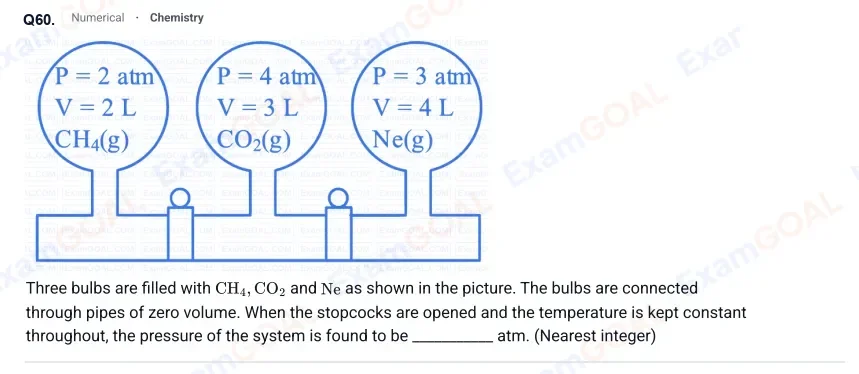 Q60. Numerical · Chemistry
P = 2 atm
V = 2 L
CH₄(g)
P = 4 atm
V = 3 L
CO₂(g)
P = 3 atm
V = 4 L
Ne(g)
Three bulbs are filled with CH₄, CO₂ and Ne as shown in the picture. The bulbs are connected
through pipes of zero volume. When the stopcocks are opened and the temperature is kept constant
throughout, the pressure of the system is found to be __________ atm. (Nearest integer)
ExamGOAL